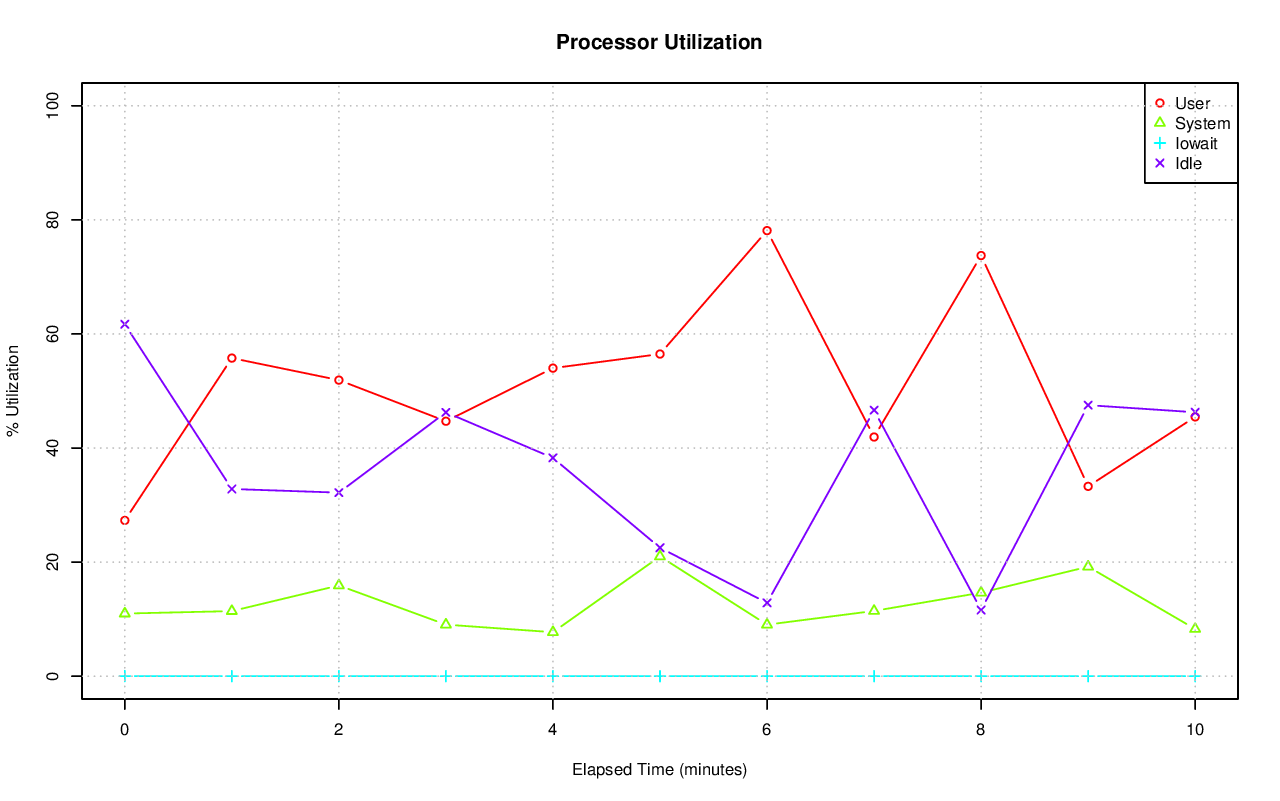 Processor Utilization
User
System
Iowait
Idle
% Utilization
100
80
60
40
20
0
0 2 4 6 8 10
Elapsed Time (minutes)